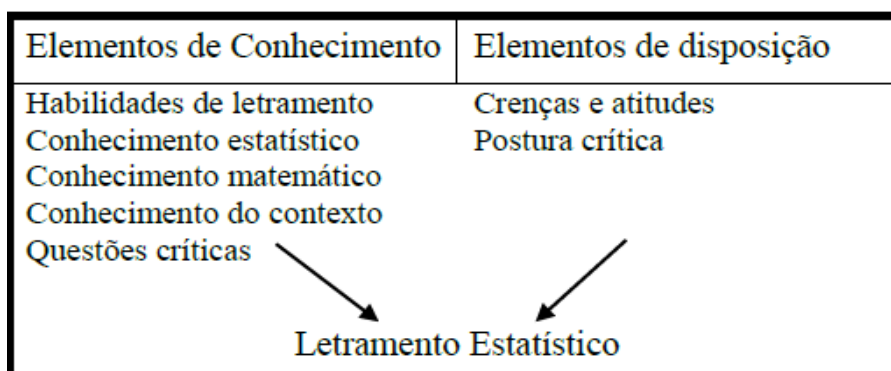 Elementos de Conhecimento
Elementos de disposição
Habilidades de letramento
Conhecimento estatístico
Conhecimento matemático
Conhecimento do contexto
Questões críticas
Crenças e atitudes
Postura crítica
Letramento Estatístico